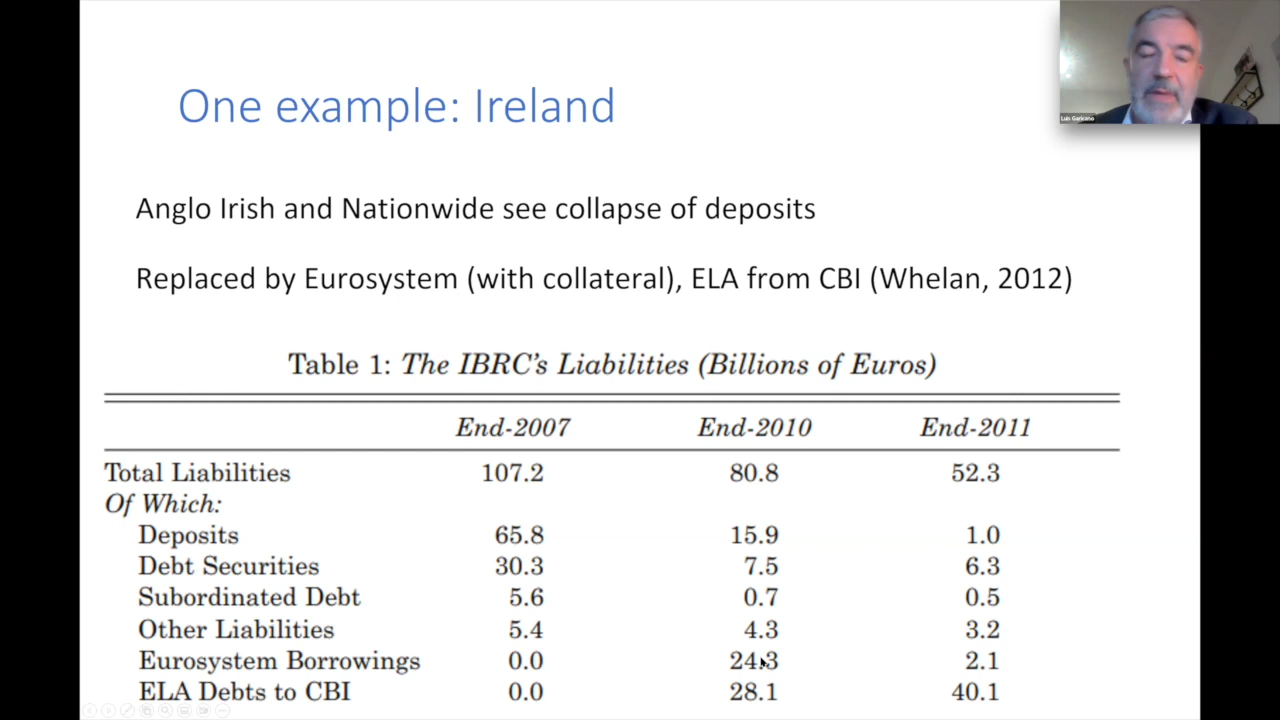 One example: Ireland
Luis Garicano
Anglo Irish and Nationwide see collapse of deposits
Replaced by Eurosystem (with collateral), ELA from CBI (Whelan, 2012)
Table 1: The IBRC's Liabilities (Billions of Euros)
End-2007 End-2010 End-2011
Total Liabilities 107.2 80.8 52.3
Of Which:
Deposits 65.8 15.9 1.0
Debt Securities 30.3 7.5 6.3
Subordinated Debt 5.6 0.7 0.5
Other Liabilities 5.4 4.3 3.2
Eurosystem Borrowings 0.0 24.3 2.1
ELA Debts to CBI 0.0 28.1 40.1